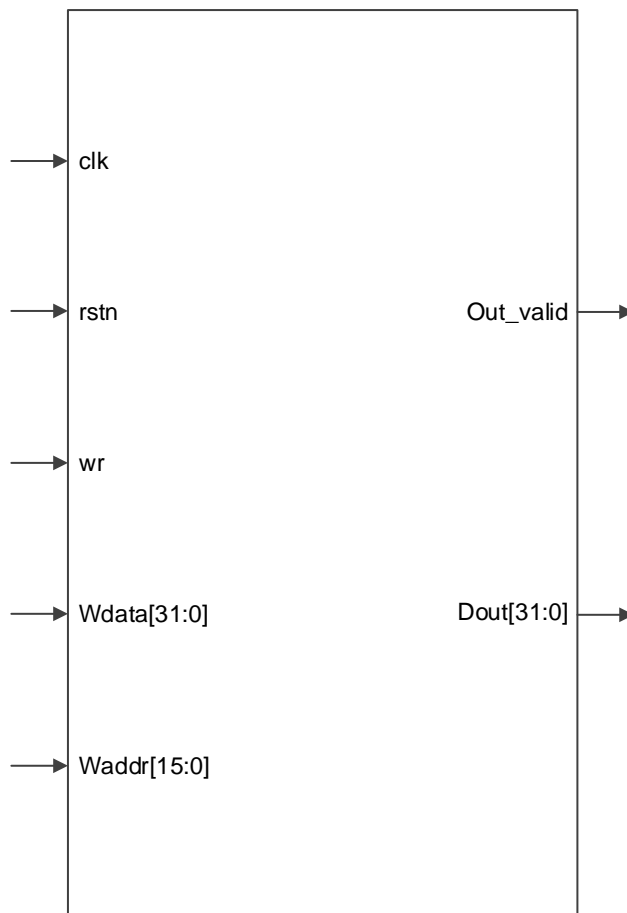 clk
rstn
Out_valid
wr
Wdata[31:0]
Dout[31:0]
Waddr[15:0]